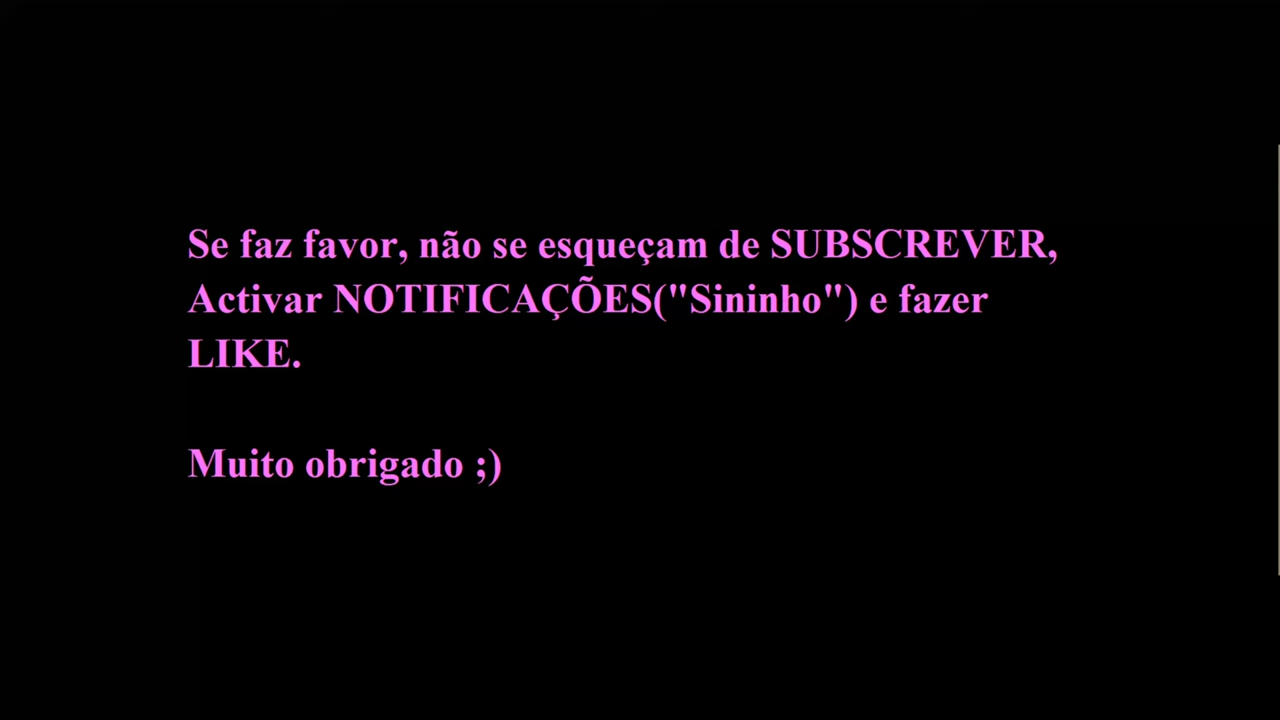 Se faz favor, não se esqueçam de SUBSCREVER,
Activar NOTIFICAÇÕES("Sininho") e fazer
LIKE.
Muito obrigado ;)